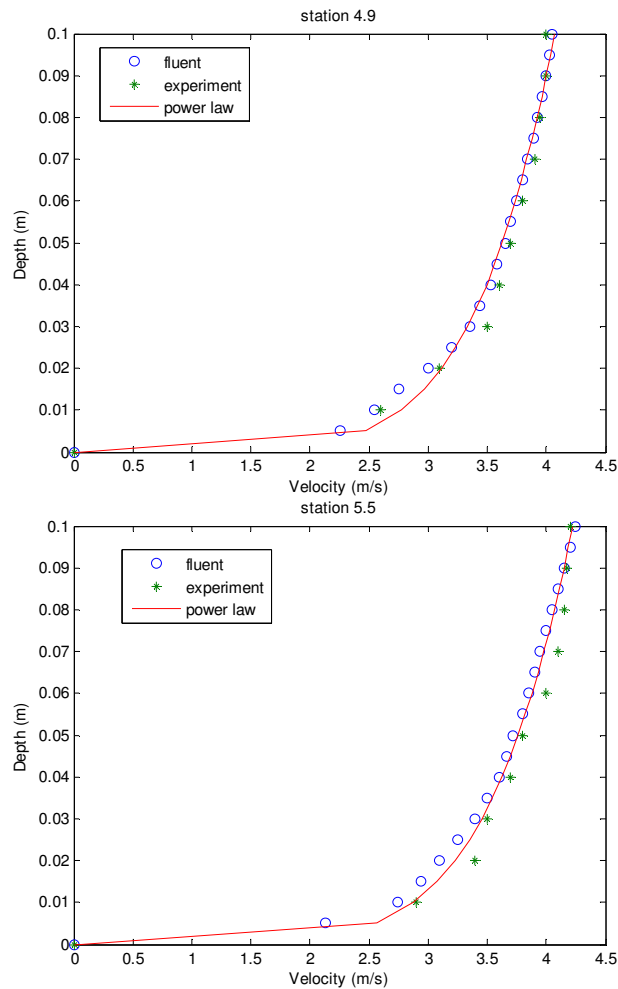 station 4.9
fluent
experiment
power law
0.1
0.09
0.08
0.07
0.06
0.05
0.04
0.03
0.02
0.01
0
0 0.5 1 1.5 2 2.5 3 3.5 4 4.5
Depth (m)
Velocity (m/s)
station 5.5
fluent
experiment
power law
0.1
0.09
0.08
0.07
0.06
0.05
0.04
0.03
0.02
0.01
0
0 0.5 1 1.5 2 2.5 3 3.5 4 4.5
Depth (m)
Velocity (m/s)